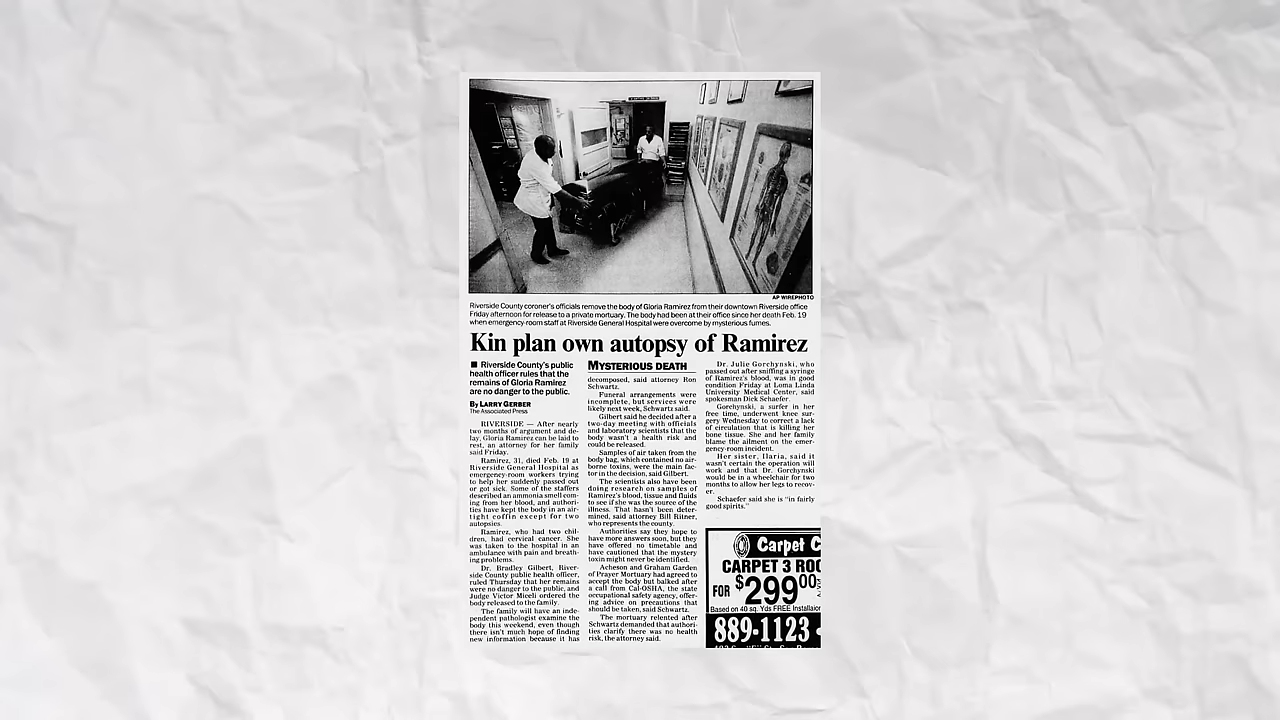 AP WIREPHOTO
Riverside County coroner's officials remove the body of Gloria Ramirez from their downtown Riverside office
Friday afternoon for release to a private mortuary. The body had been at their office since her death Feb. 19
when emergency-room staff at Riverside General Hospital were overcome by mysterious fumes.
Kin plan own autopsy of Ramirez
■ Riverside County's public
health officer rules that the
remains of Gloria Ramirez
are no danger to the public.
By LARRY GERBER
The Associated Press
RIVERSIDE — After nearly
two months of argument and de-
lay, Gloria Ramirez can be laid to
rest, an attorney for her family
said Friday.
Ramirez, 31, died Feb. 19 at
Riverside General Hospital as
emergency-room workers trying
to help her suddenly passed out
or got sick. Some of the staffers
described an ammonia smell com-
ing from her blood, and authori-
ties have kept the body in an air-
tight coffin except for two
autopsies.
Ramirez, who had two chil-
dren, had cervical cancer. She
was taken to the hospital in an
ambulance with pain and breath-
ing problems.
Dr. Bradley Gilbert, River-
side County public health officer,
ruled Thursday that her remains
were no danger to the public, and
Judge Victor Miceli ordered the
body released to the family.
The family will have an inde-
pendent pathologist examine the
body this weekend, even though
there isn't much hope of finding
new information because it has
MYSTERIOUS DEATH
decomposed, said attorney Ron
Schwartz.
Funeral arrangements were
incomplete, but services were
likely next week, Schwartz said.
Gilbert said he decided after a
two-day meeting with officials
and laboratory scientists that the
body wasn't a health risk and
could be released.
Samples of air taken from the
body bag, which contained no air-
borne toxins, were the main fac-
tor in the decision, said Gilbert.
The scientists also have been
doing research on samples of
Ramirez's blood, tissue and fluids
to see if she was the source of the
illness. That hasn't been deter-
mined, said attorney Bill Ritner,
who represents the county.
Authorities say they hope to
have more answers soon, but they
have offered no timetable and
have cautioned that the mystery
toxin might never be identified.
Acheson and Graham Garden
of Prayer Mortuary had agreed to
accept the body but balked after
a call from Cal-OSHA, the state
occupational safety agency, offer-
ing advice on precautions that
should be taken, said Schwartz.
The mortuary relented after
Schwartz demanded that authori-
ties clarify there was no health
risk, the attorney said.
Dr. Julie Gorchynski, who
passed out after sniffing a syringe
of Ramirez's blood, was in good
condition Friday at Loma Linda
University Medical Center, said
spokesman Dick Schaefer.
Gorchynski, a surfer in her
free time, underwent knee sur-
gery Wednesday to correct a lack
of circulation that is killing her
bone tissue. She and her family
blame the ailment on the emer-
gency-room incident.
Her sister, Ilaria, said it
wasn't certain the operation will
work and that Dr. Gorchynski
would be in a wheelchair for two
months to allow her legs to recov-
er.
Schaefer said she is "in fairly
good spirits."
Carpet C
CARPET 3 ROO
FOR $299.00
Based on 40 sq. Yds FREE Installation
889-1123